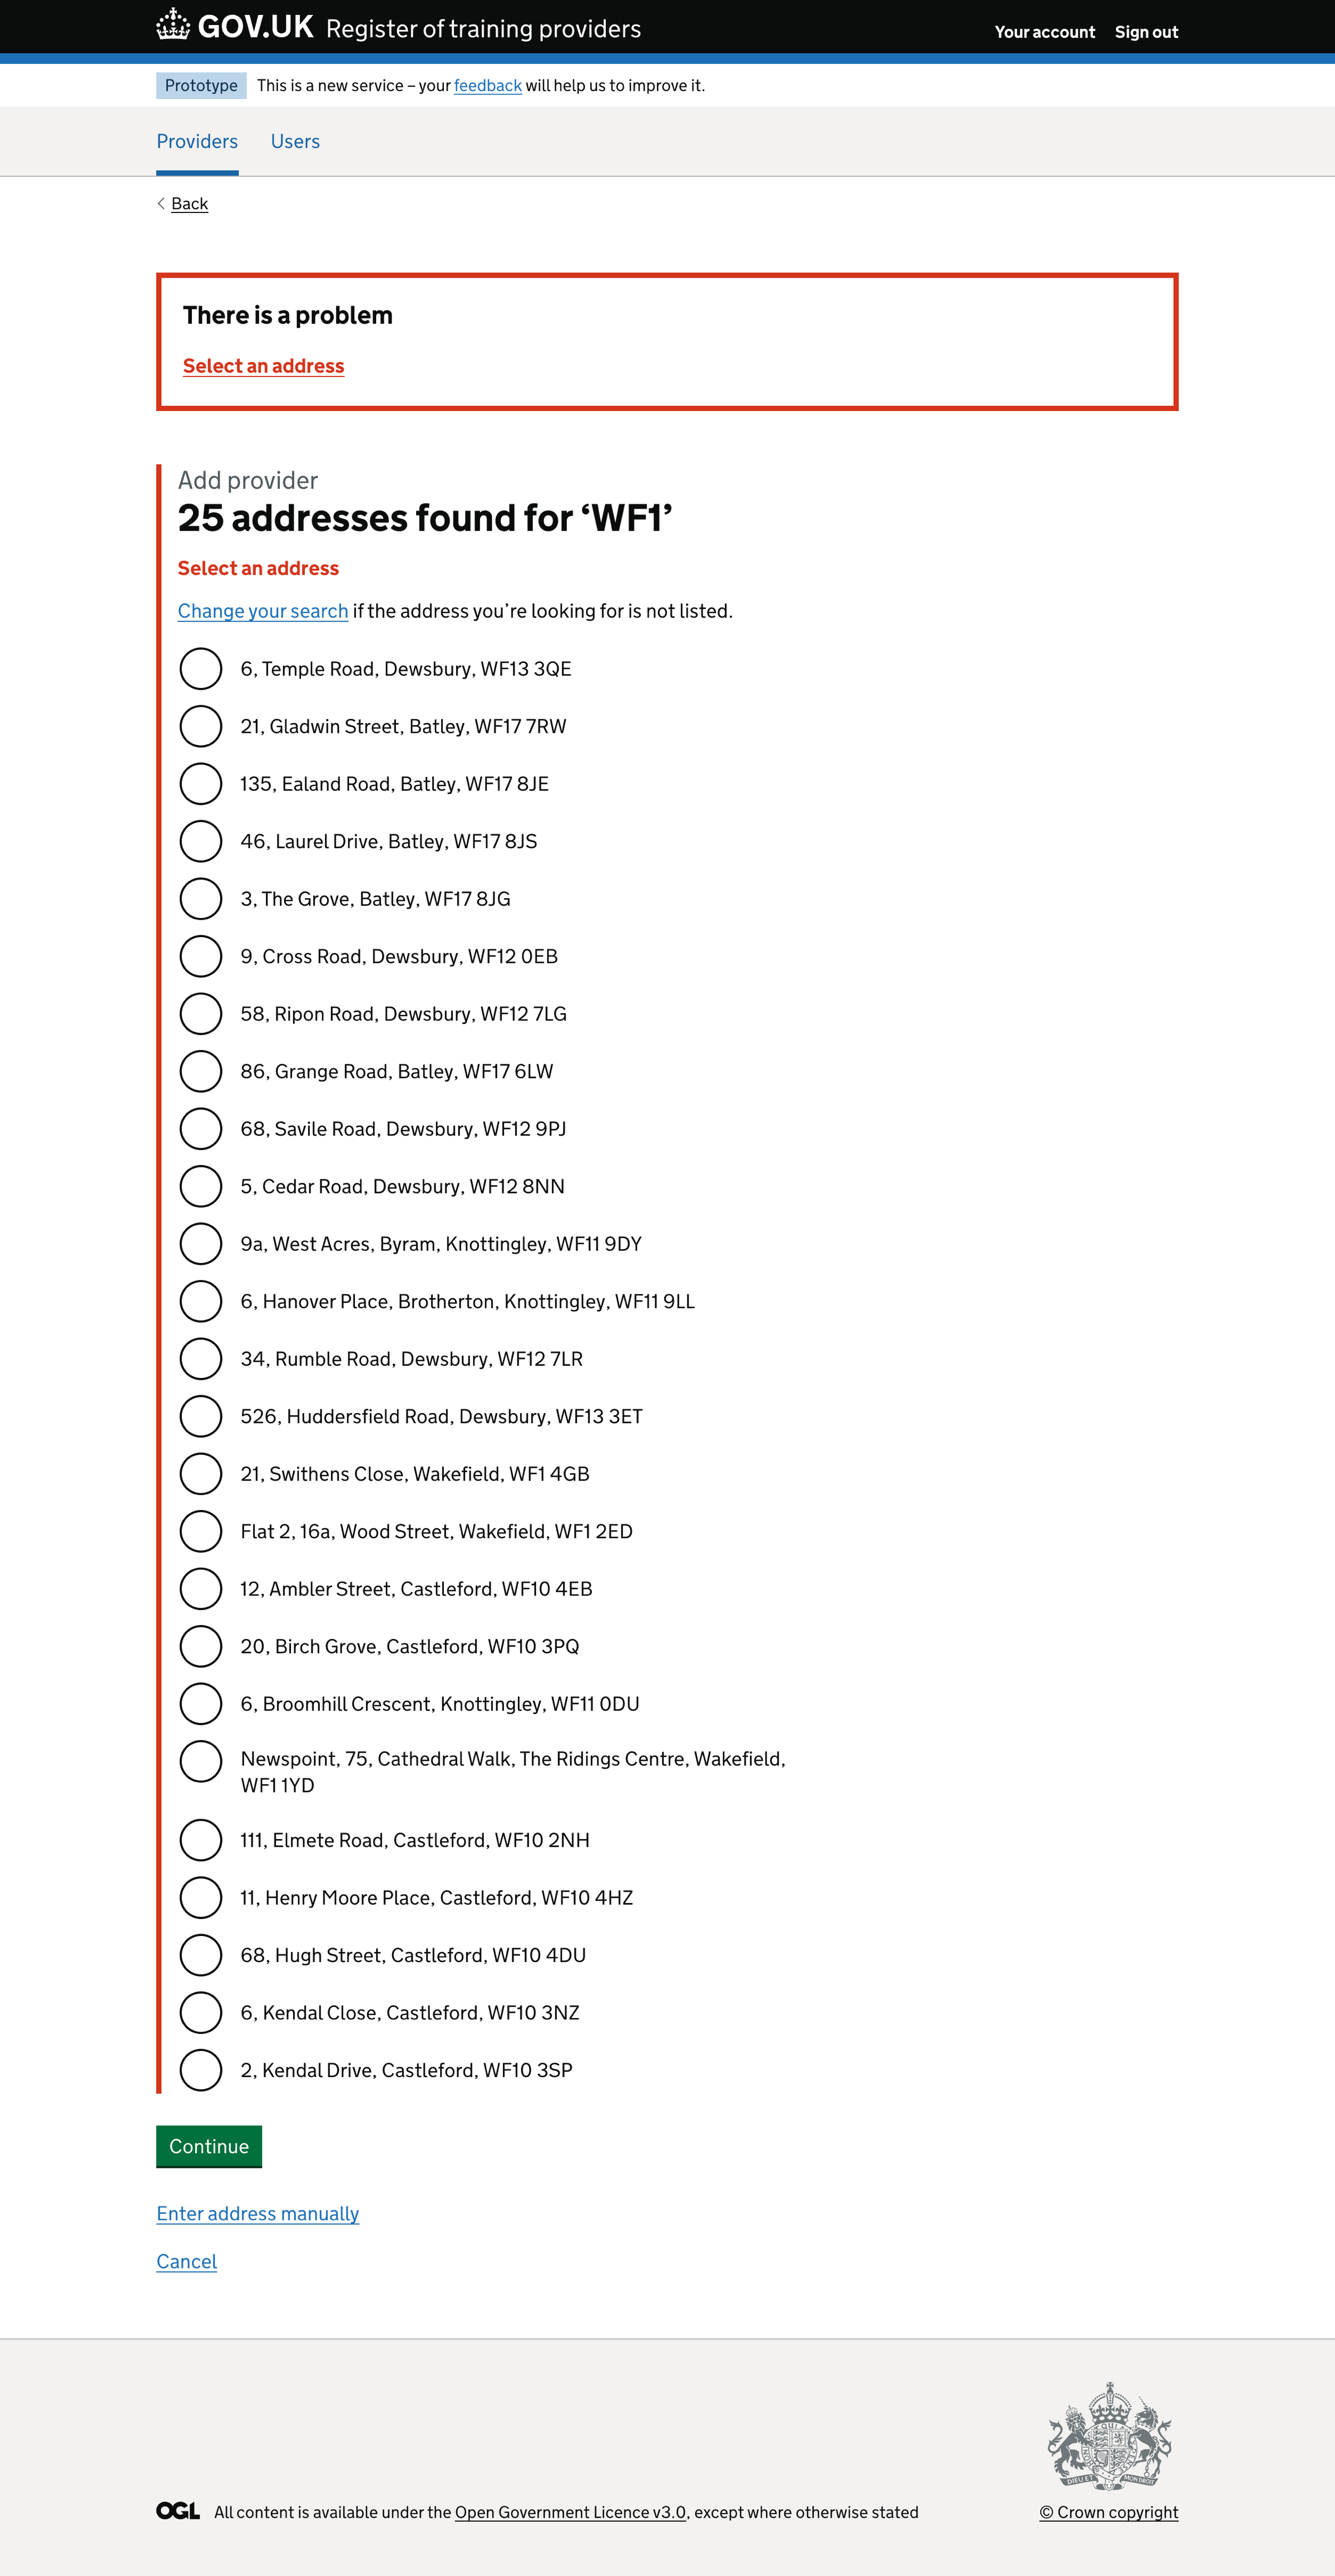 GOV.UK Register of training providers
Your account Sign out
Prototype This is a new service – your feedback will help us to improve it.
Providers Users
Back
There is a problem
Select an address
Add provider
25 addresses found for ‘WF1’
Select an address
Change your search if the address you’re looking for is not listed.
6, Temple Road, Dewsbury, WF13 3QE
21, Gladwin Street, Batley, WF17 7RW
135, Ealand Road, Batley, WF17 8JE
46, Laurel Drive, Batley, WF17 8JS
3, The Grove, Batley, WF17 8JG
9, Cross Road, Dewsbury, WF12 0EB
58, Ripon Road, Dewsbury, WF12 7LG
86, Grange Road, Batley, WF17 6LW
68, Savile Road, Dewsbury, WF12 9PJ
5, Cedar Road, Dewsbury, WF12 8NN
9a, West Acres, Byram, Knottingley, WF11 9DY
6, Hanover Place, Brotherton, Knottingley, WF11 9LL
34, Rumble Road, Dewsbury, WF12 7LR
526, Huddersfield Road, Dewsbury, WF13 3ET
21, Swithens Close, Wakefield, WF1 4GB
Flat 2, 16a, Wood Street, Wakefield, WF1 2ED
12, Ambler Street, Castleford, WF10 4EB
20, Birch Grove, Castleford, WF10 3PQ
6, Broomhill Crescent, Knottingley, WF11 0DU
Newspoint, 75, Cathedral Walk, The Ridings Centre, Wakefield,
WF1 1YD
111, Elmete Road, Castleford, WF10 2NH
11, Henry Moore Place, Castleford, WF10 4HZ
68, Hugh Street, Castleford, WF10 4DU
6, Kendal Close, Castleford, WF10 3NZ
2, Kendal Drive, Castleford, WF10 3SP
Continue
Enter address manually
Cancel
DIEU ET MON DROIT
OGL All content is available under the Open Government Licence v3.0, except where otherwise stated
© Crown copyright